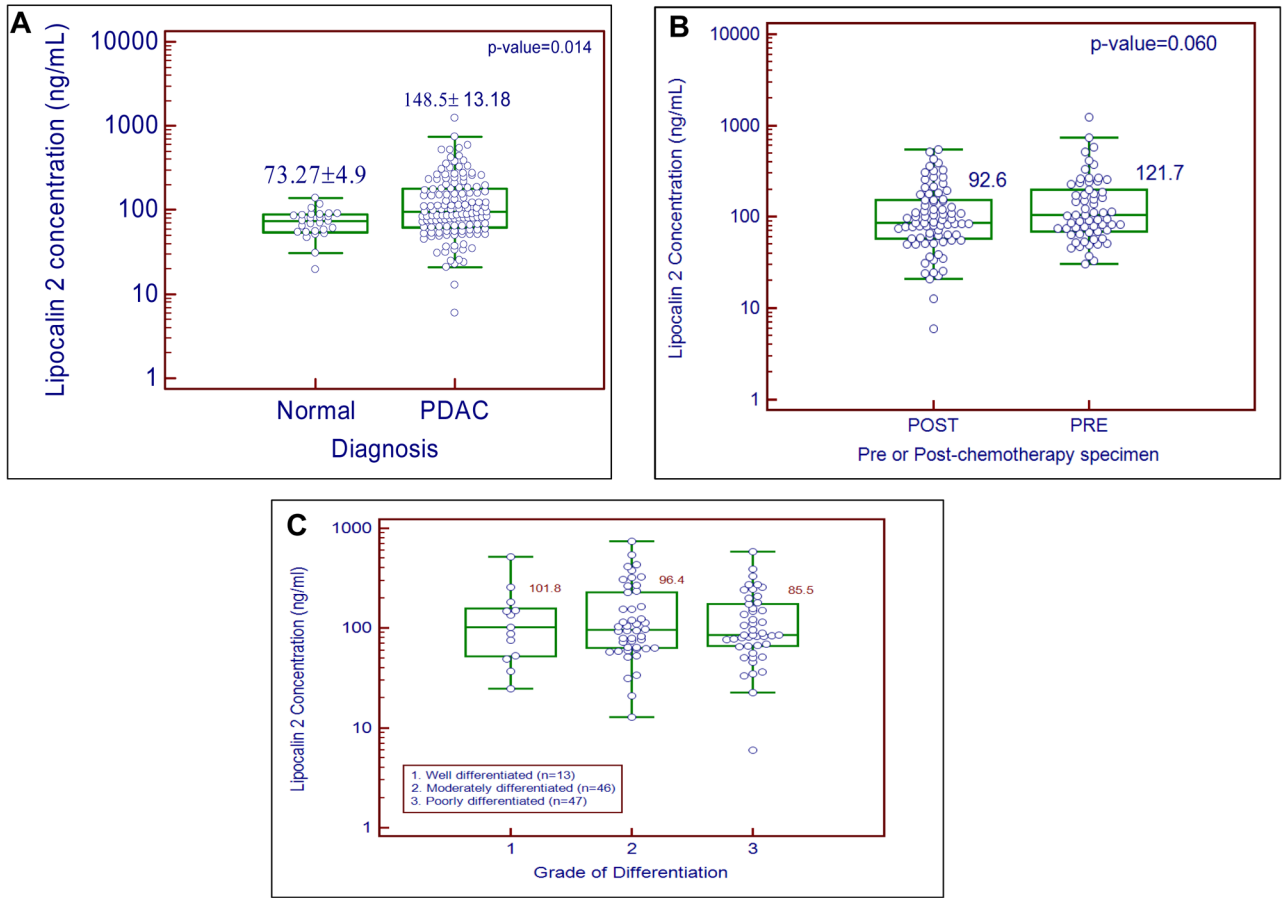 A
p-value=0.014
10000
1000
100
10
1
Lipocalin 2 concentration (ng/mL)
73.27±4.9
148.5± 13.18
Normal PDAC
Diagnosis
B
p-value=0.060
10000
1000
100
10
1
Lipocalin 2 Concentration (ng/mL)
92.6
121.7
POST PRE
Pre or Post-chemotherapy specimen
C
1000
100
10
1
Lipocalin 2 Concentration (ng/ml)
101.8
96.4
85.5
1. Well differentiated (n=13)
2. Moderately differentiated (n=46)
3. Poorly differentiated (n=47)
1 2 3
Grade of Differentiation